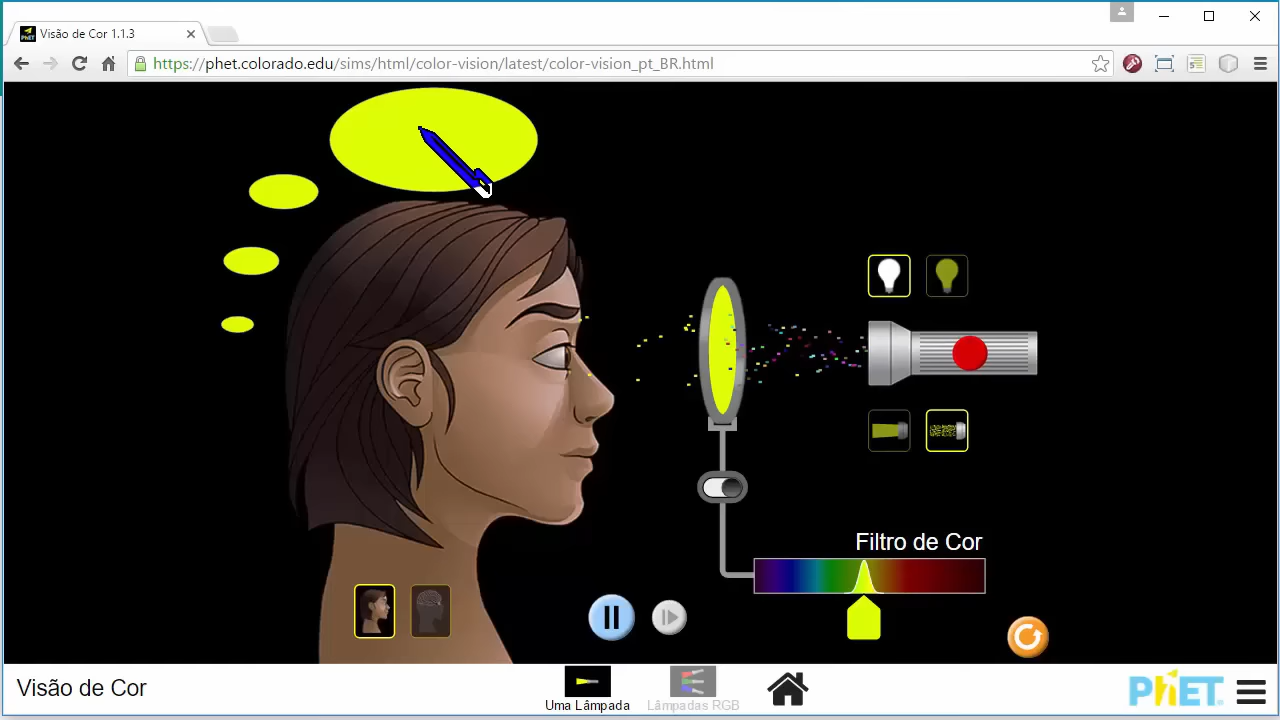 Visão de Cor 1.1.3
https://phet.colorado.edu/sims/html/color-vision/latest/color-vision_pt_BR.html
Filtro de Cor
Visão de Cor
Uma Lâmpada
Lâmpadas RGB
PhET